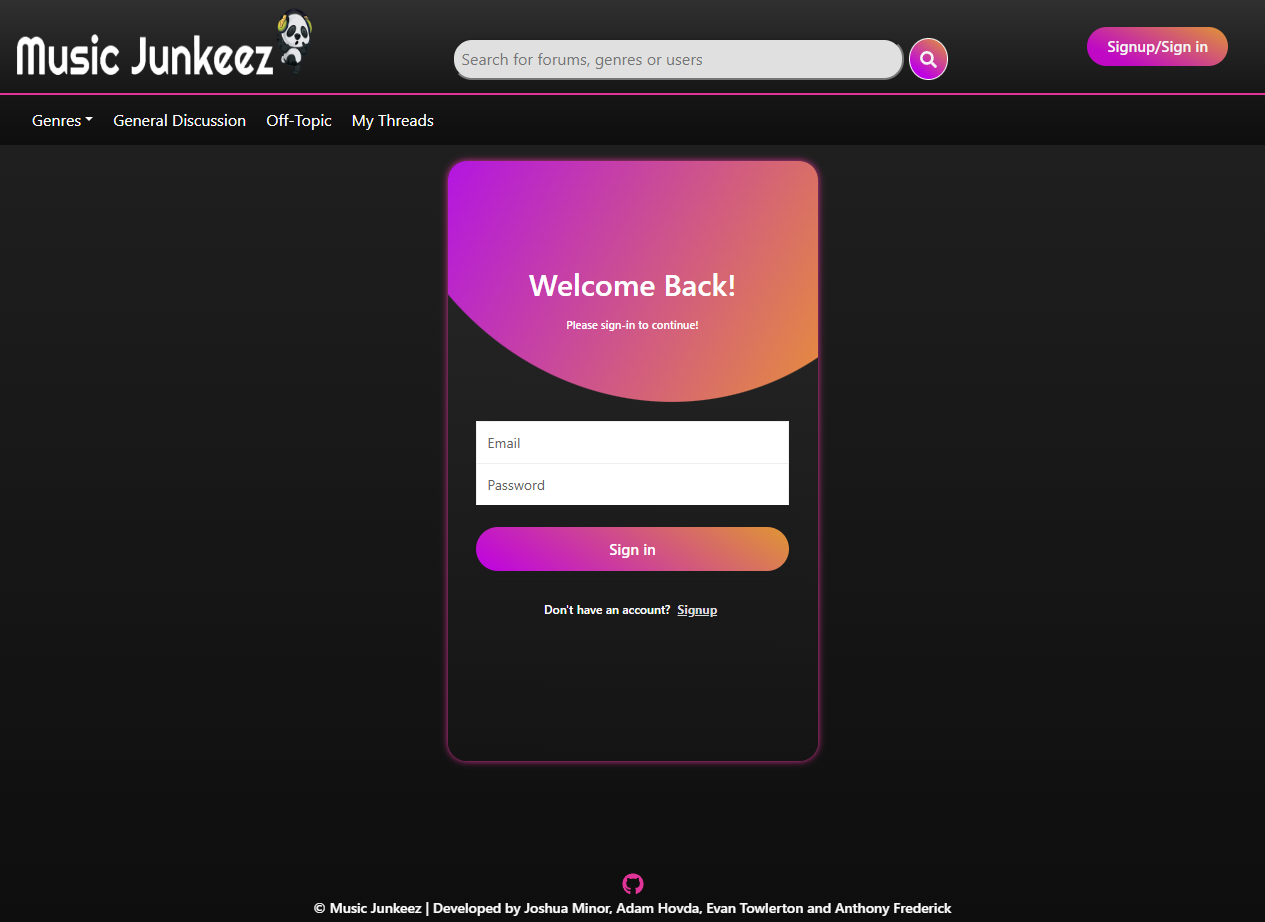 Music Junkeez
Search for forums, genres or users
Signup/Sign in
Genres
General Discussion
Off-Topic
My Threads
Welcome Back!
Please sign-in to continue!
Email
Password
Sign in
Don't have an account? Signup
© Music Junkeez | Developed by Joshua Minor, Adam Hovda, Evan Towlerton and Anthony Frederick